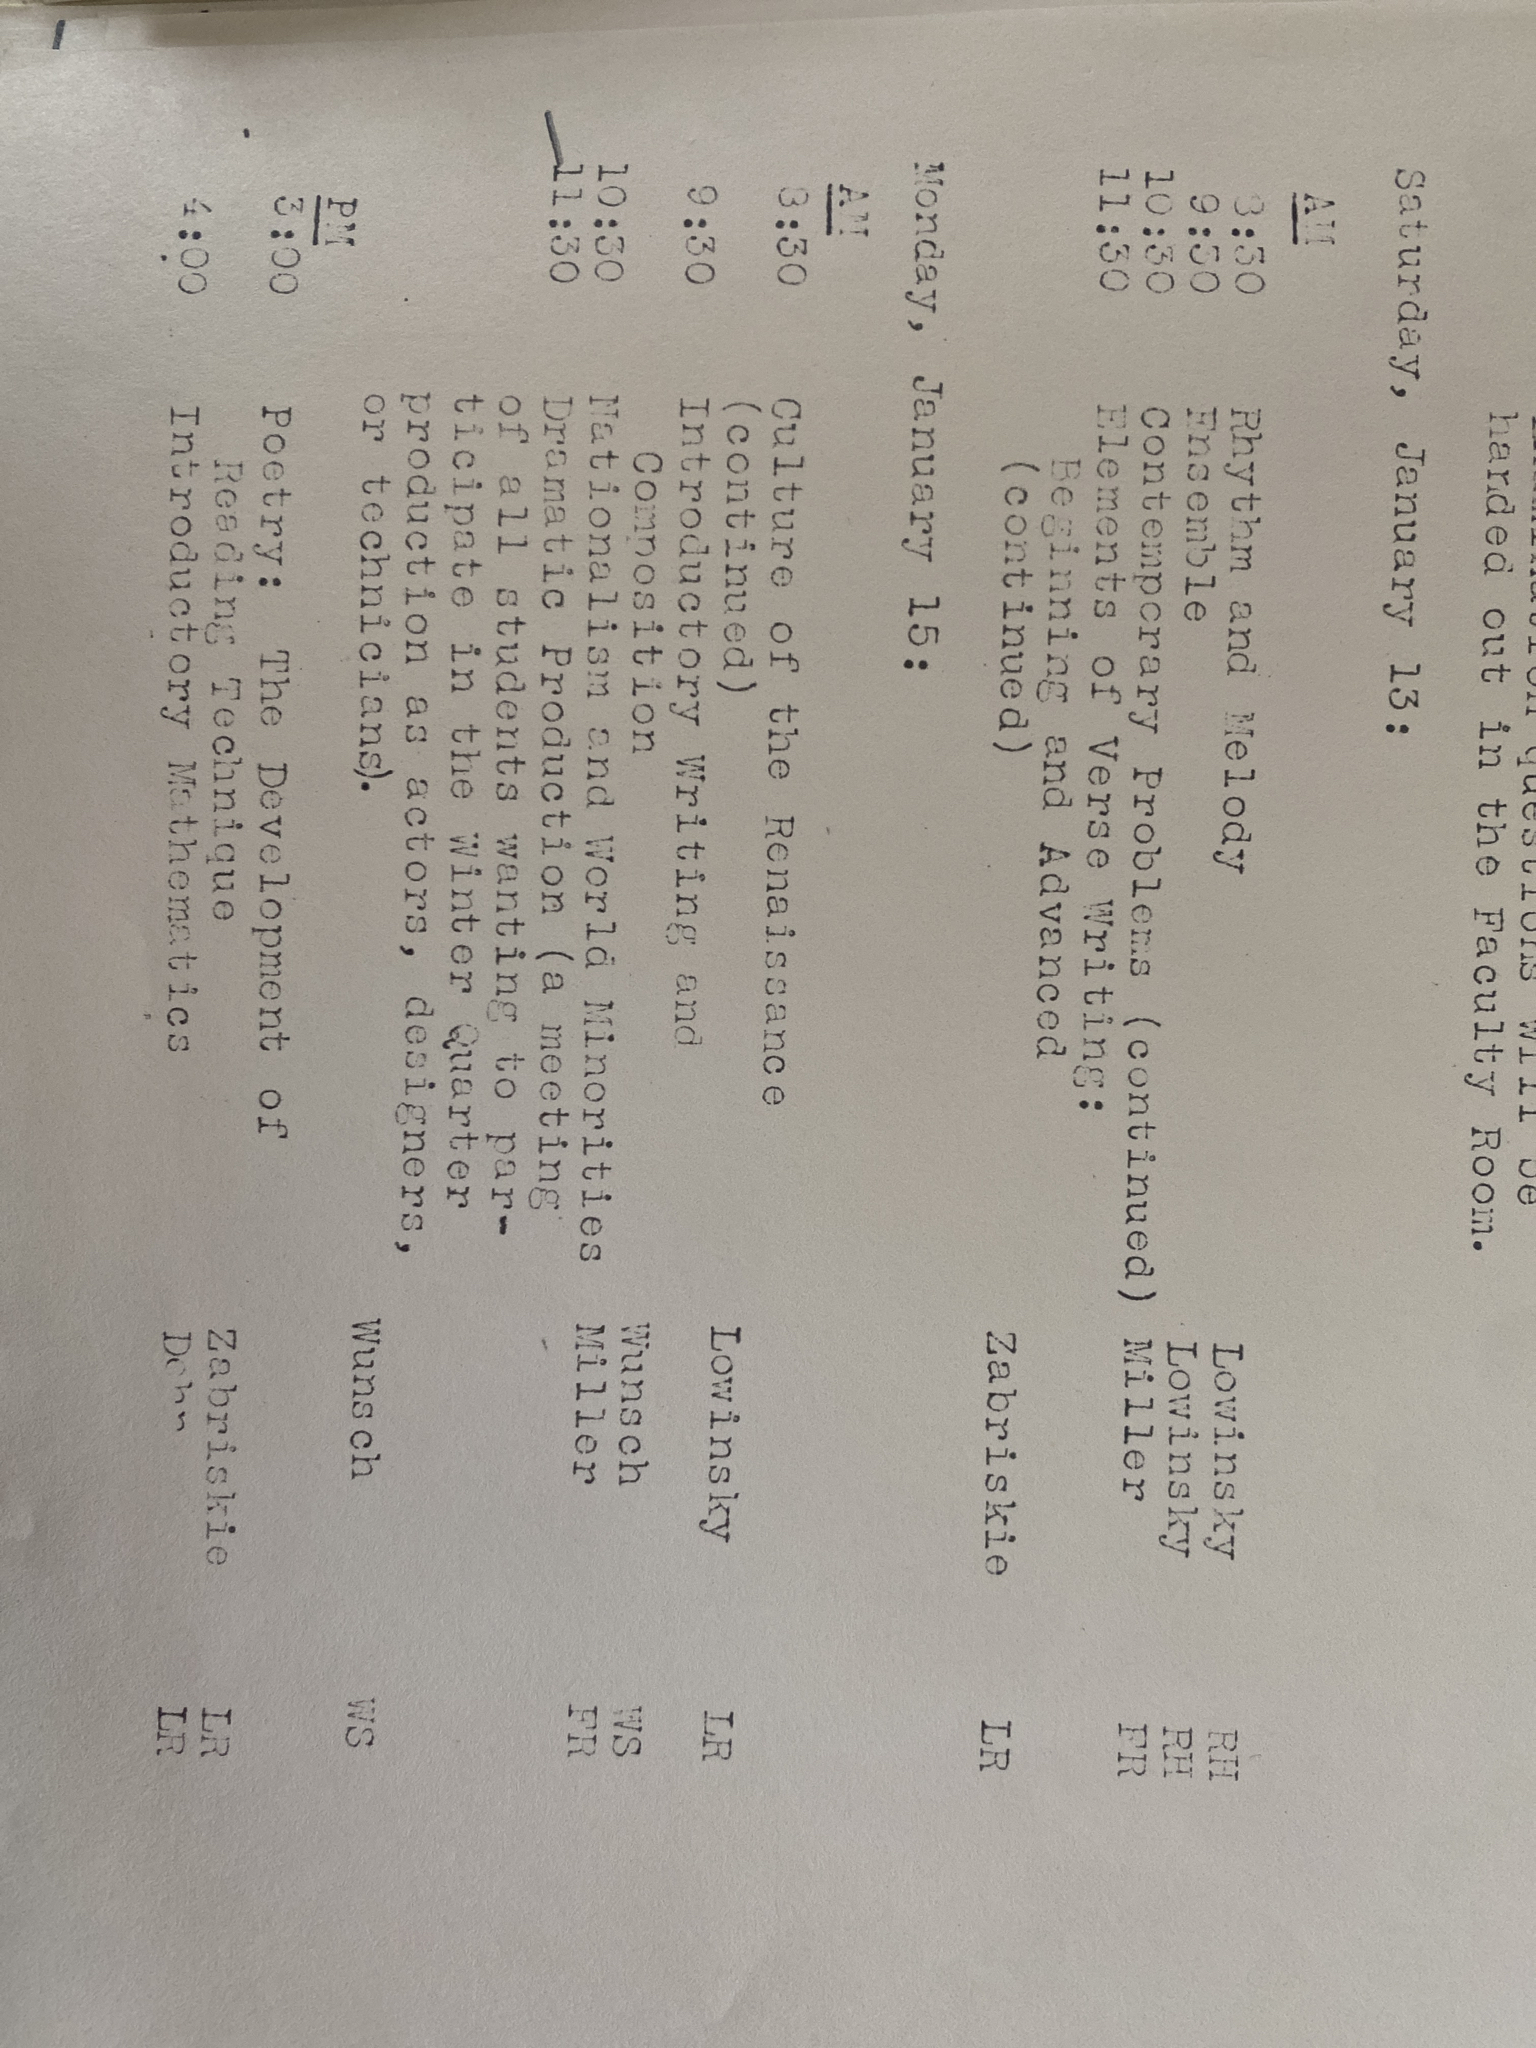 questions will be
handed out in the Faculty Room.
Saturday, January 13:
AM
8:30 Rhythm and Melody Lowinsky RH
9:30 Ensemble Lowinsky RH
10:30 Contemporary Problems (continued) Miller FR
11:30 Elements of Verse Writing:
Beginning and Advanced
(continued) Zabriskie LR
Monday, January 15:
AM
8:30 Culture of the Renaissance
(continued) Lowinsky LR
9:30 Introductory Writing and
Composition Wunsch WS
10:30 Nationalism and World Minorities Miller FR
11:30 Dramatic Production (a meeting
of all students wanting to par-
ticipate in the Winter Quarter
production as actors, designers,
or technicians). Wunsch WS
PM
3:00 Poetry: The Development of
Reading Technique Zabriskie LR
4:00 Introductory Mathematics Dehn LR